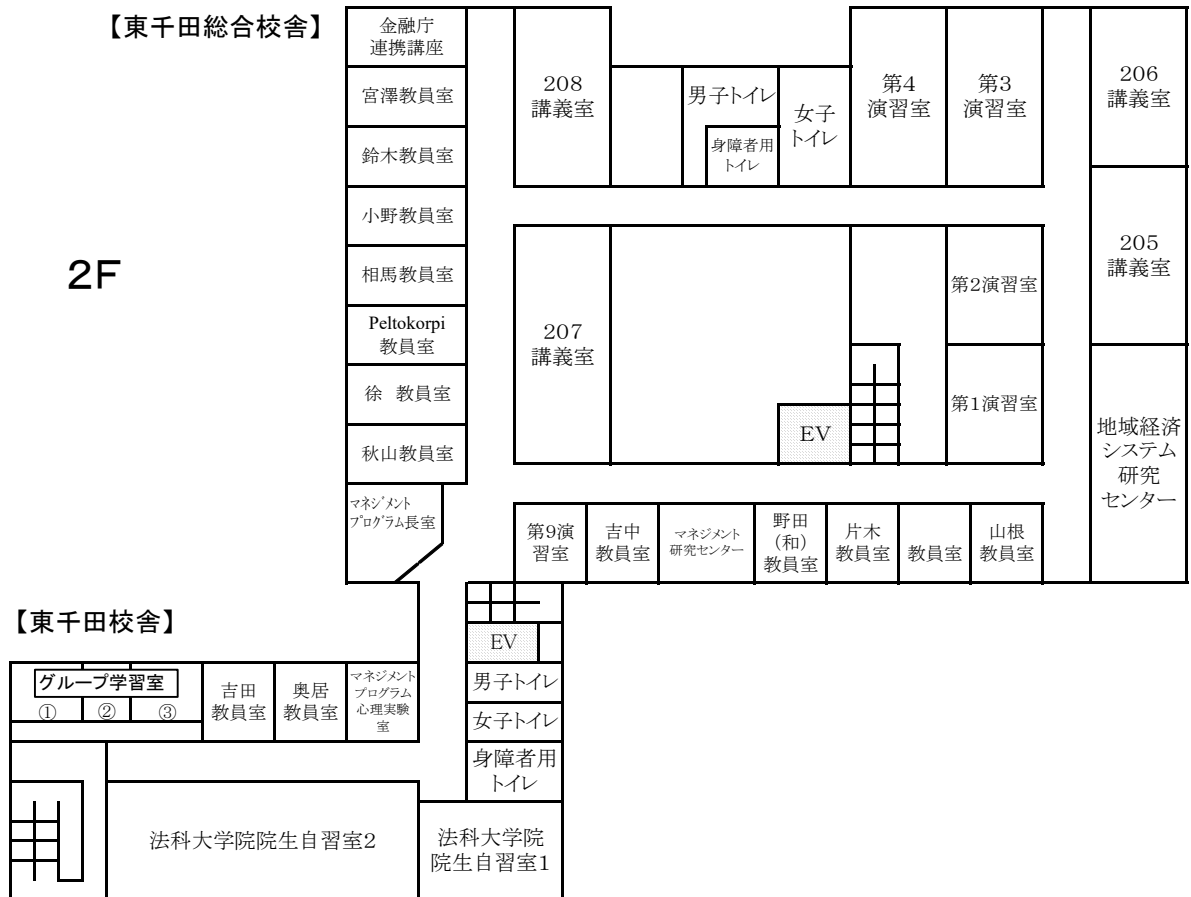 【東千田総合校舎】
2F
金融庁
連携講座
宮澤教員室
鈴木教員室
小野教員室
相馬教員室
Peltokorpi
教員室
徐 教員室
秋山教員室
マネジメント
プログラム長室
208
講義室
男子トイレ
身障者用
トイレ
女子
トイレ
第4
演習室
第3
演習室
206
講義室
205
講義室
207
講義室
EV
第2演習室
第1演習室
地域経済
システム
研究
センター
第9演
習室
吉中
教員室
マネジメント
研究センター
野田
(和)
教員室
片木
教員室
教員室
山根
教員室
【東千田校舎】
グループ学習室
①
②
③
吉田
教員室
奥居
教員室
マネジメント
プログラム
心理実験
室
EV
男子トイレ
女子トイレ
身障者用
トイレ
法科大学院院生自習室2
法科大学院
院生自習室1